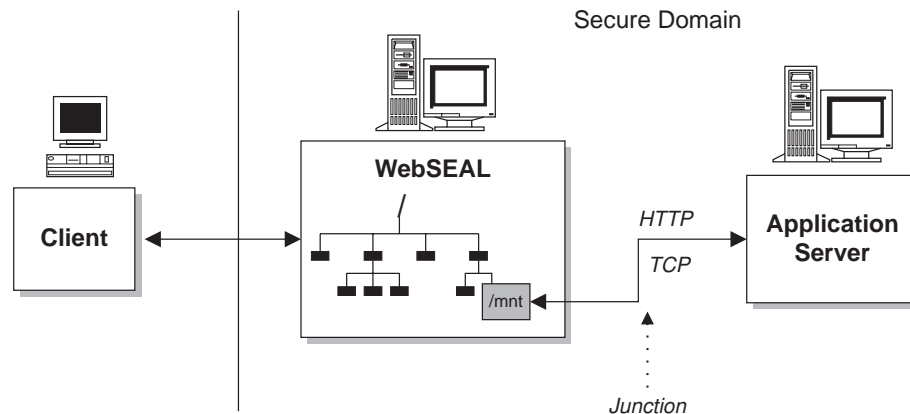 Secure Domain
WebSEAL
Client
HTTP
TCP
Application
Server
/mnt
Junction